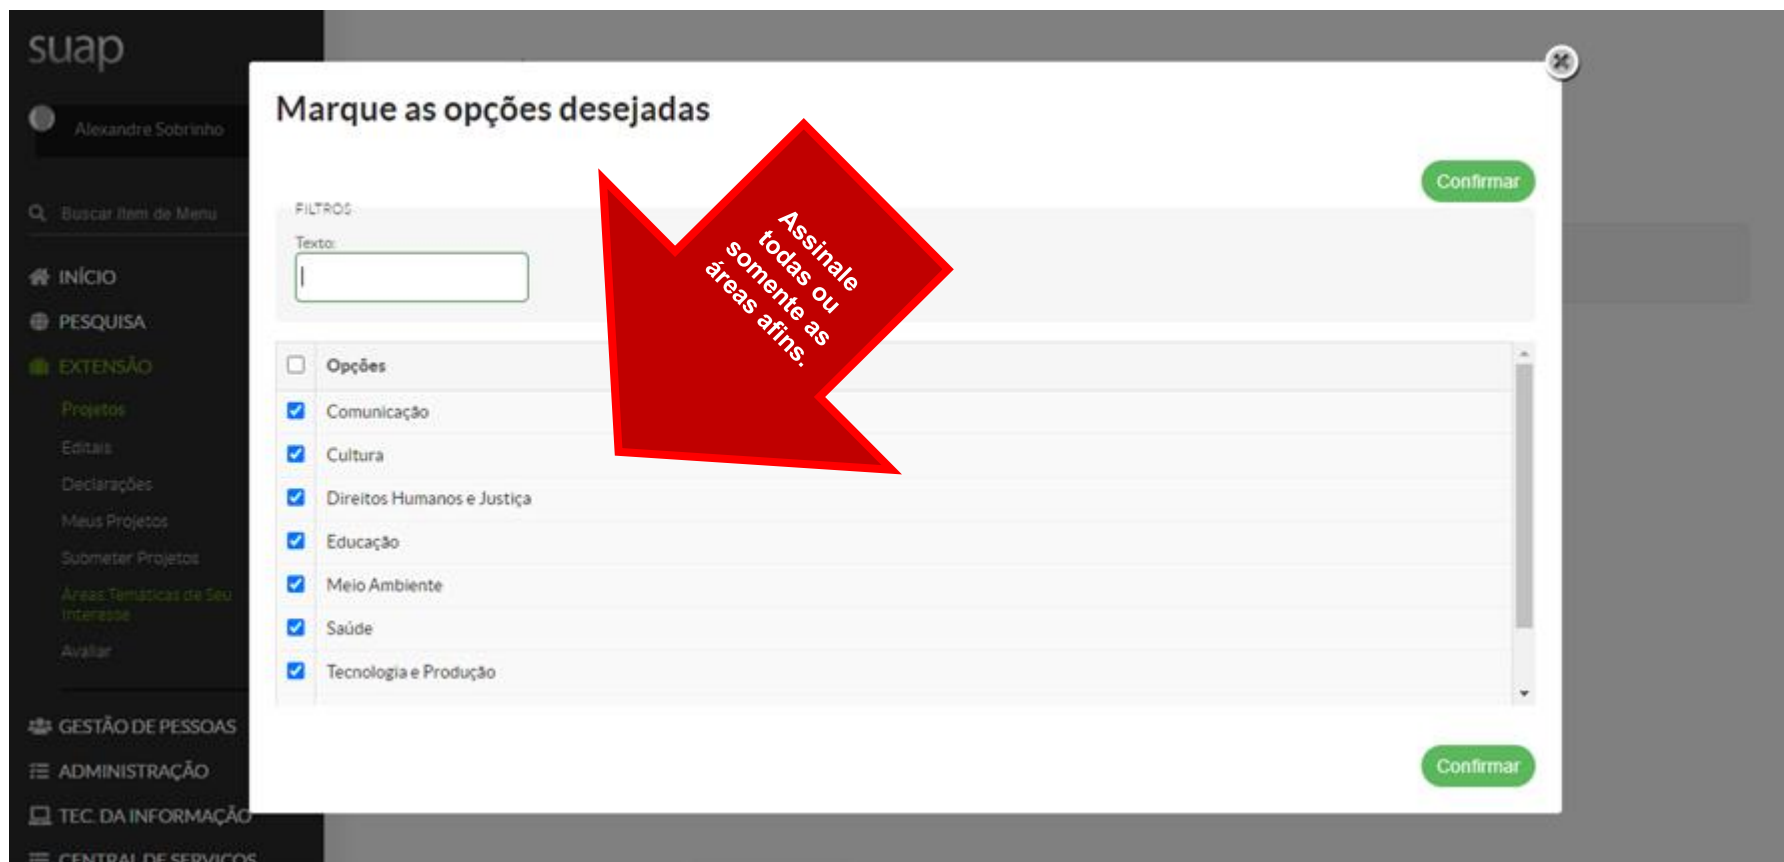 suap
Alexandre Sobrinho
Buscar Item de Menu
INÍCIO
PESQUISA
EXTENSÃO
Projetos
Editais
Declarações
Meus Projetos
Submeter Projetos
Áreas Temáticas de Seu
Interesse
Avaliar
GESTÃO DE PESSOAS
ADMINISTRAÇÃO
TEC. DA INFORMAÇÃO
CENTRAL DE SERVIÇOS
Marque as opções desejadas
Confirmar
FILTROS
Texto:
Assinale
todas ou
somente as
áreas afins.
Opções
Comunicação
Cultura
Direitos Humanos e Justiça
Educação
Meio Ambiente
Saúde
Tecnologia e Produção
Confirmar